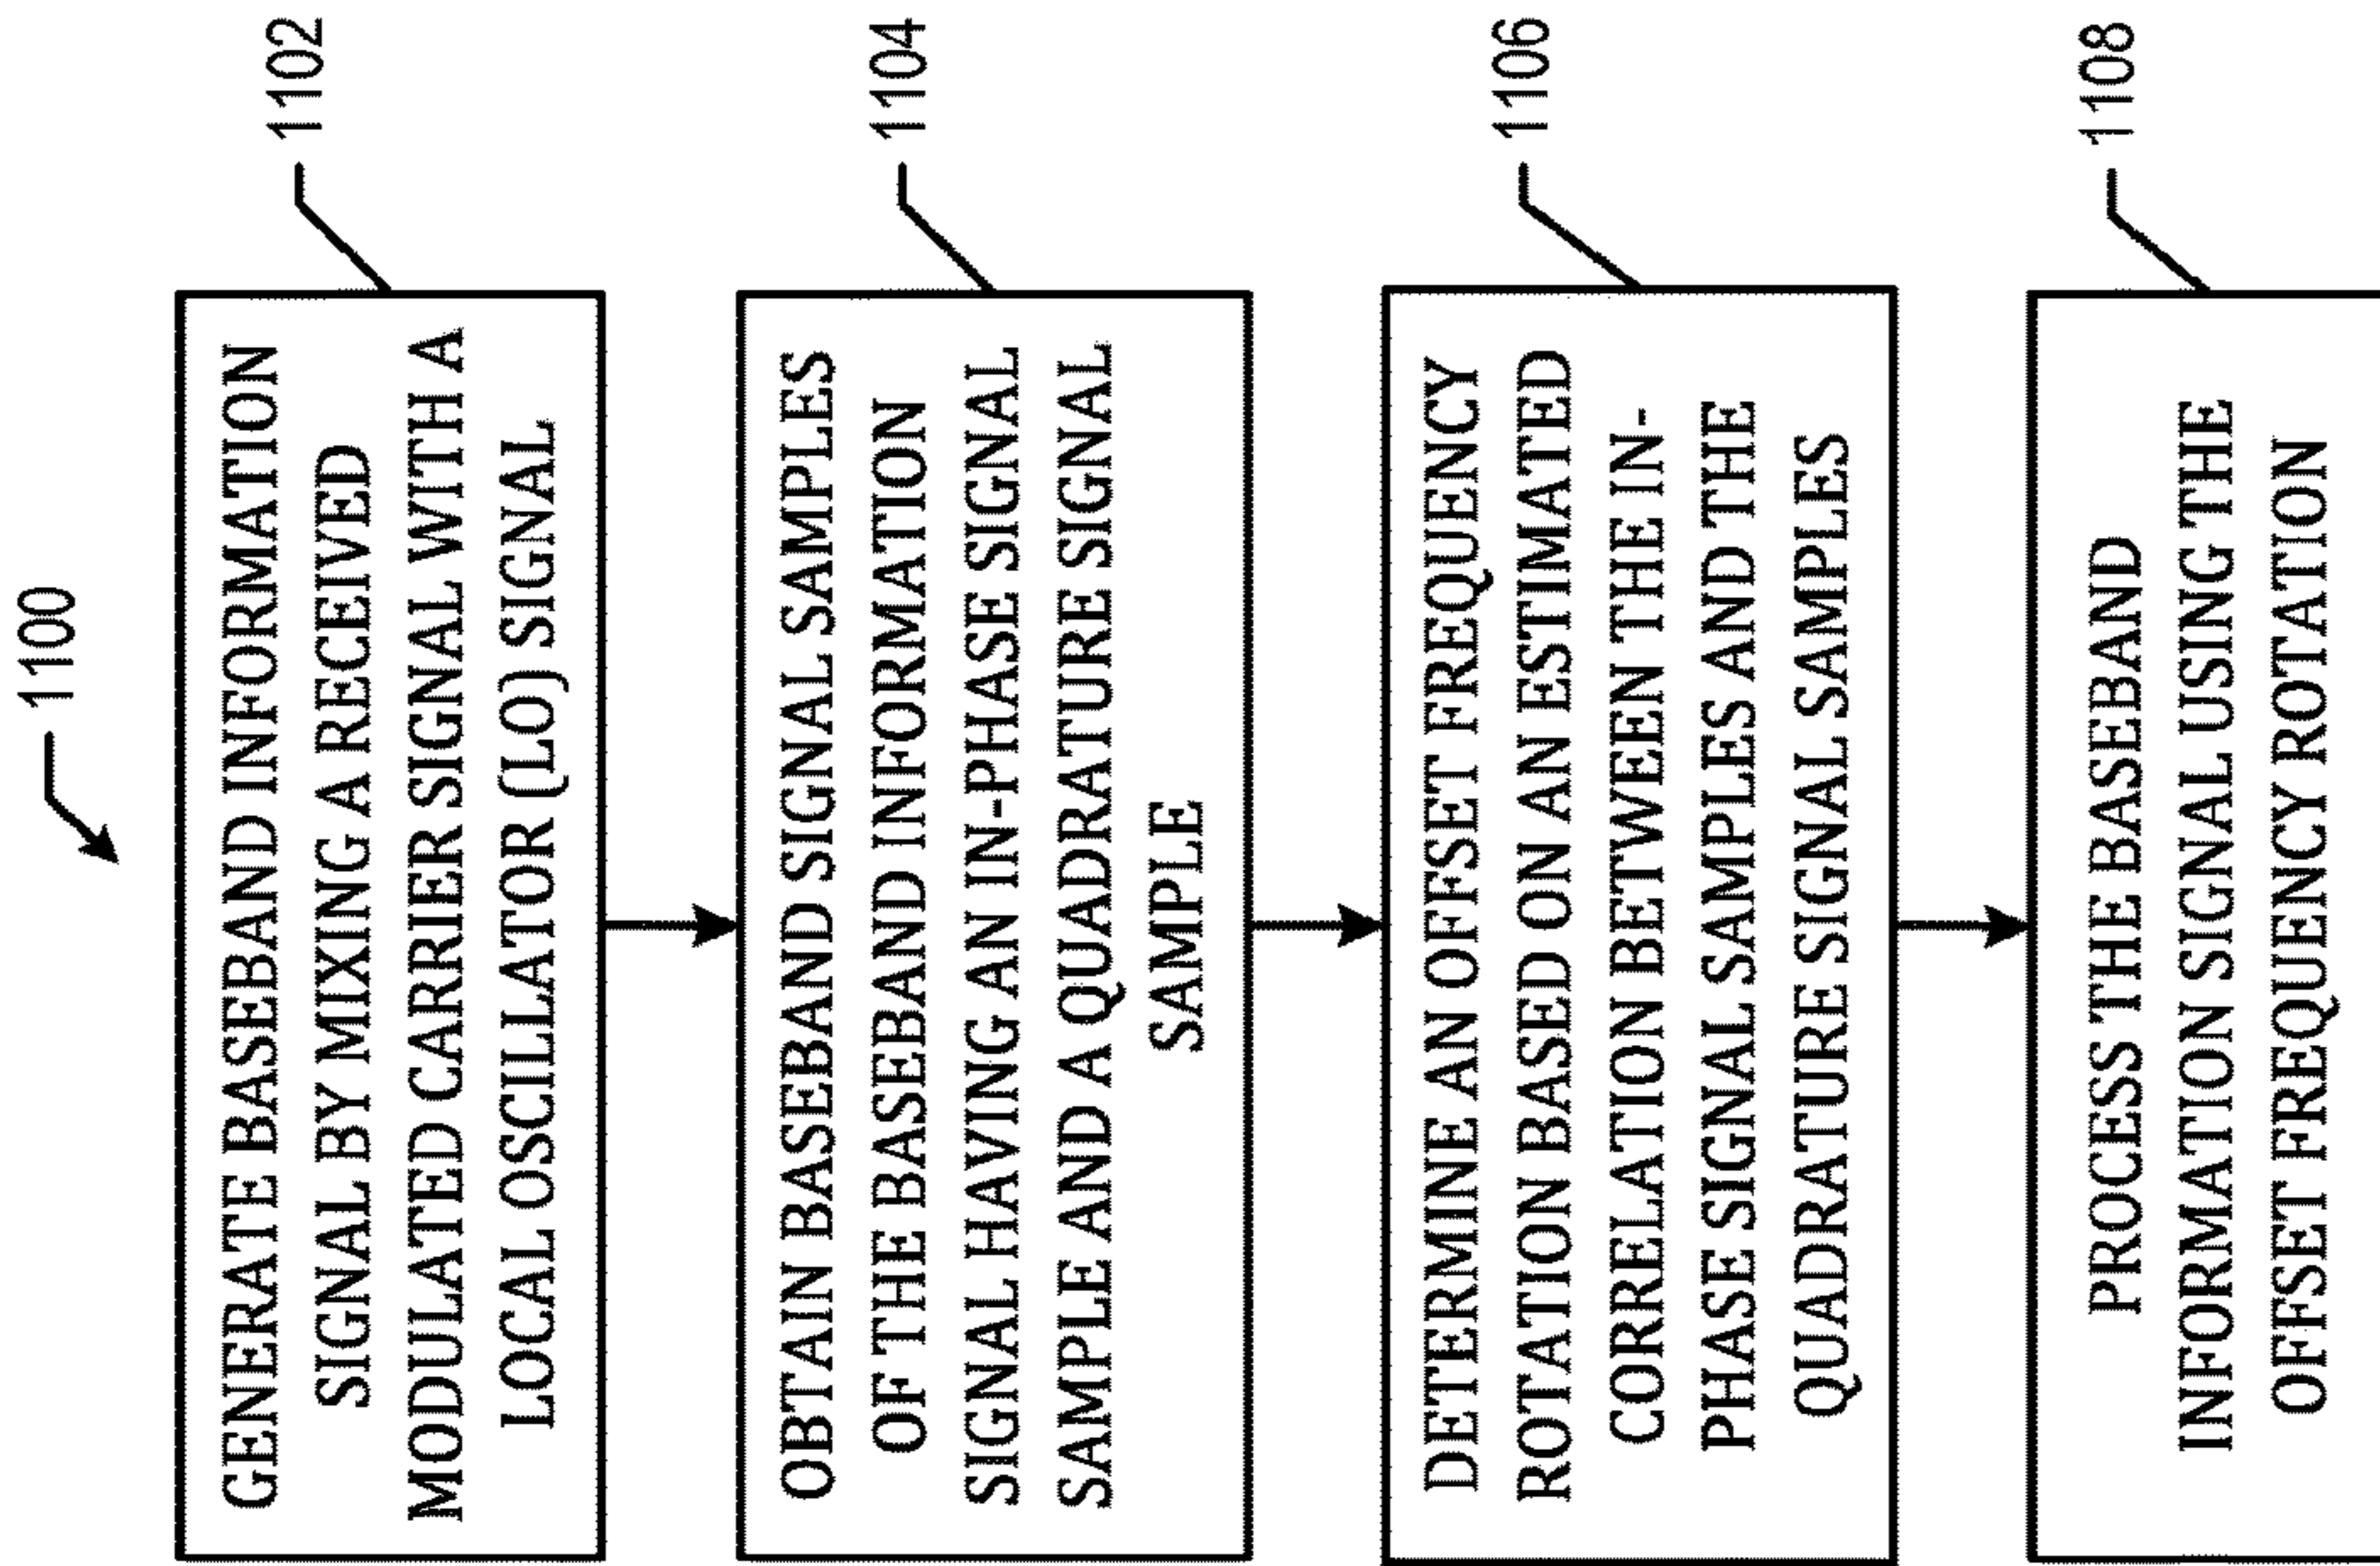 1100
GENERATE BASEBAND INFORMATION
SIGNAL BY MIXING A RECEIVED
MODULATED CARRIER SIGNAL WITH A
LOCAL OSCILLATOR (LO) SIGNAL
1102
OBTAIN BASEBAND SIGNAL SAMPLES
OF THE BASEBAND INFORMATION
SIGNAL HAVING AN IN-PHASE SIGNAL
SAMPLE AND A QUADRATURE SIGNAL
SAMPLE
1104
DETERMINE AN OFFSET FREQUENCY
ROTATION BASED ON AN ESTIMATED
CORRELATION BETWEEN THE IN-
PHASE SIGNAL SAMPLES AND THE
QUADRATURE SIGNAL SAMPLES
1106
PROCESS THE BASEBAND
INFORMATION SIGNAL USING THE
OFFSET FREQUENCY ROTATION
1108